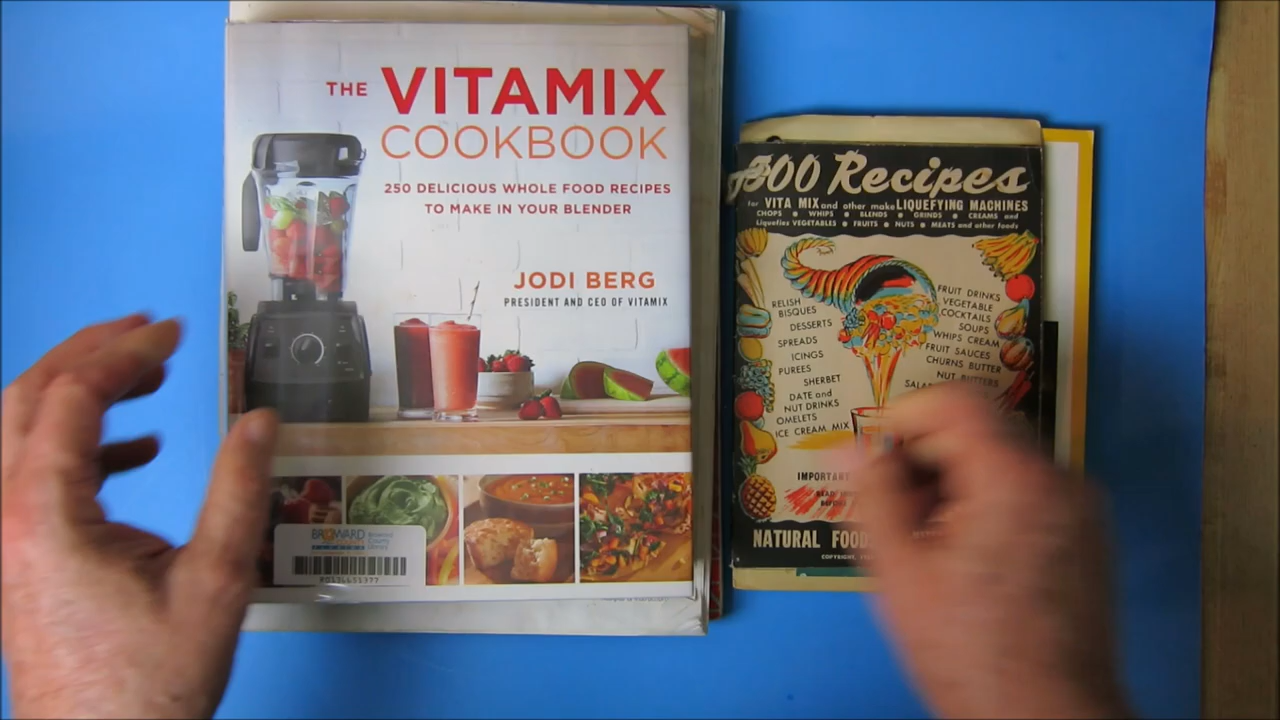 THE VITAMIX
COOKBOOK
250 DELICIOUS WHOLE FOOD RECIPES
TO MAKE IN YOUR BLENDER
JODI BERG
PRESIDENT AND CEO OF VITAMIX
BROWARD
300 Recipes
for VITA MIX and other make LIQUEFYING MACHINES
CHOPS • WHIPS • BLENDS • GRINDS • CREAMS and
Liquefies VEGETABLES • FRUITS • NUTS • MEATS and other foods
RELISH
BISQUES
DESSERTS
SPREADS
ICINGS
PUREES
SHERBET
DATE and
NUT DRINKS
OMELETS
ICE CREAM MIX
FRUIT DRINKS
VEGETABLE
COCKTAILS
SOUPS
WHIPS CREAM
FRUIT SAUCES
CHURNS BUTTER
NUT BUTTERS
IMPORTANT
NATURAL FOOD